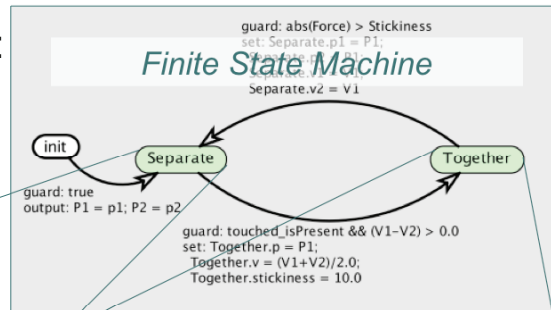 guard: abs(Force) > Stickiness
set: Separate.p1 = P1;
Finite State Machine
Separate.v2 = V1
init
Separate
Together
guard: true
output: P1 = p1; P2 = p2
guard: touched_isPresent && (V1-V2) > 0.0
set: Together.p = P1;
Together.v = (V1+V2)/2.0;
Together.stickiness = 10.0